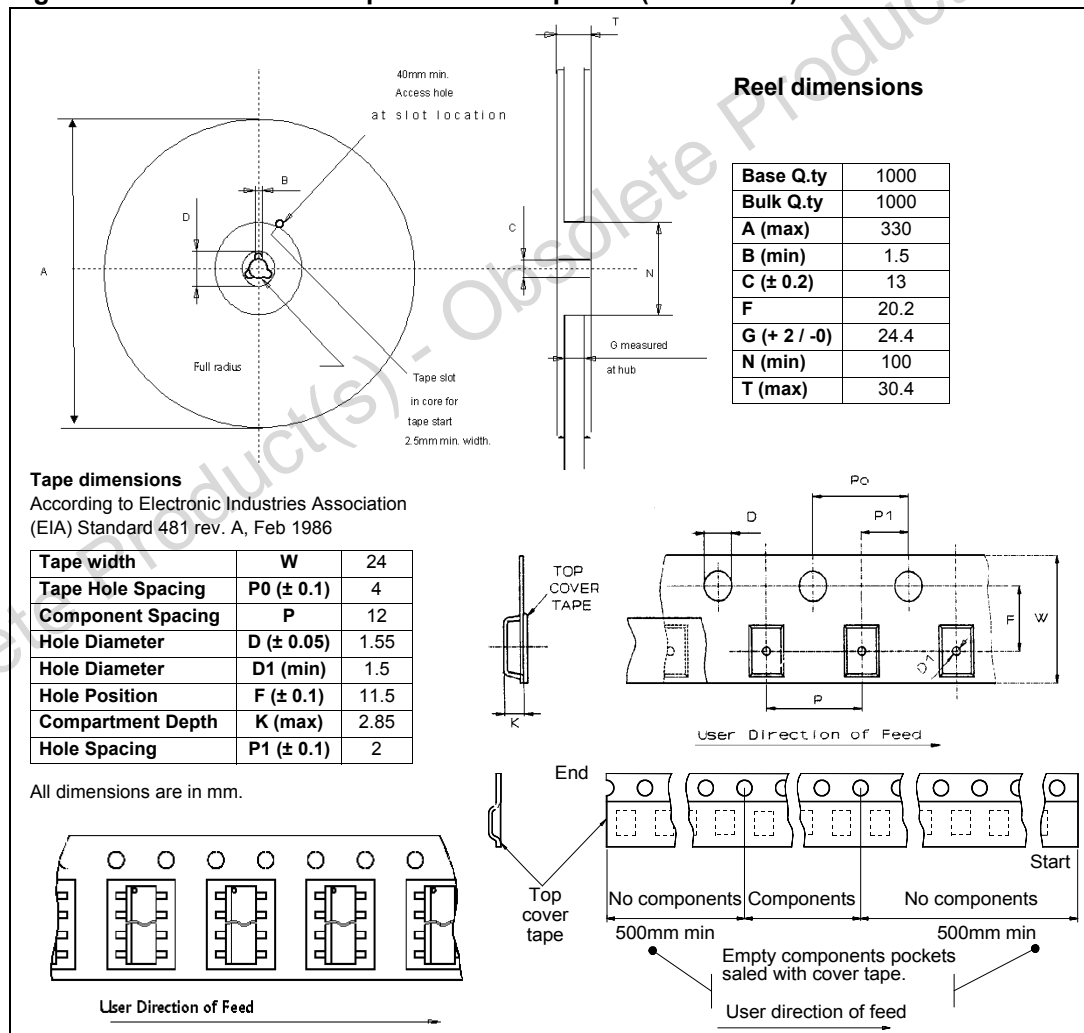 T
40mm min.
Access hole
at slot location
B
D
A
C
N
Full radius
G measured
at hub
Tape slot
in core for
tape start
2.5mm min. width.
Reel dimensions
Base Q.ty 1000
Bulk Q.ty 1000
A (max) 330
B (min) 1.5
C (± 0.2) 13
F 20.2
G (+ 2 / -0) 24.4
N (min) 100
T (max) 30.4
Tape dimensions
According to Electronic Industries Association
(EIA) Standard 481 rev. A, Feb 1986
Tape width W 24
Tape Hole Spacing P0 (± 0.1) 4
Component Spacing P 12
Hole Diameter D (± 0.05) 1.55
Hole Diameter D1 (min) 1.5
Hole Position F (± 0.1) 11.5
Compartment Depth K (max) 2.85
Hole Spacing P1 (± 0.1) 2
All dimensions are in mm.
Po
D
P1
TOP
COVER
TAPE
F
W
D1
K
P
User Direction of Feed
End
Start
Top
cover
tape
No components
Components
No components
500mm min
500mm min
Empty components pockets
saled with cover tape.
User direction of feed
User Direction of Feed
Obsolete Product(s) - Obsolete Product